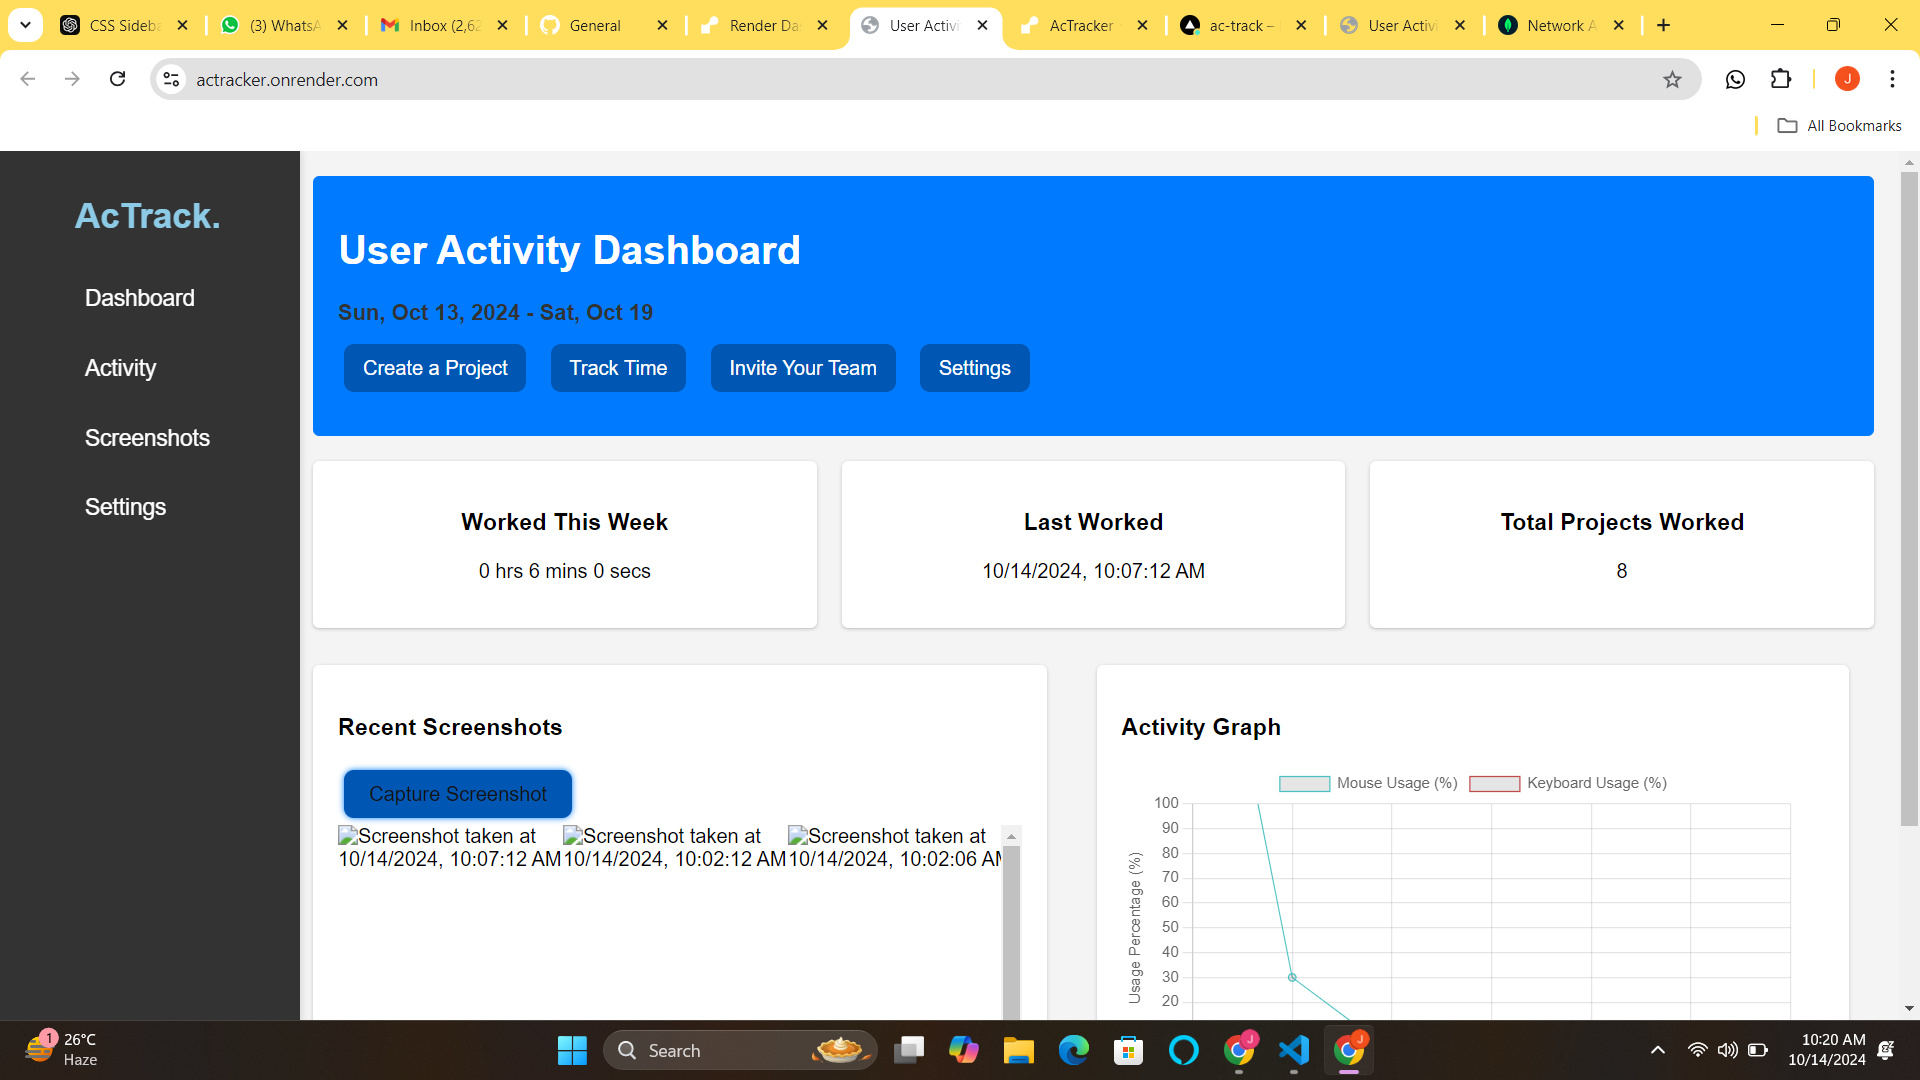 CSS Sideba
(3) WhatsA
Inbox (2,62
General
Render Da
User Activi
AcTracker
ac-track –
User Activi
Network A
actracker.onrender.com
J
All Bookmarks
AcTrack.
Dashboard
Activity
Screenshots
Settings
User Activity Dashboard
Sun, Oct 13, 2024 - Sat, Oct 19
Create a Project
Track Time
Invite Your Team
Settings
Worked This Week
0 hrs 6 mins 0 secs
Last Worked
10/14/2024, 10:07:12 AM
Total Projects Worked
8
Recent Screenshots
Capture Screenshot
Screenshot taken at
10/14/2024, 10:07:12 AM
Screenshot taken at
10/14/2024, 10:02:12 AM
Screenshot taken at
10/14/2024, 10:02:06 AM
Activity Graph
Mouse Usage (%)
Keyboard Usage (%)
Usage Percentage (%)
100
90
80
70
60
50
40
30
20
1
26°C
Haze
Search
J
J
10:20 AM
10/14/2024